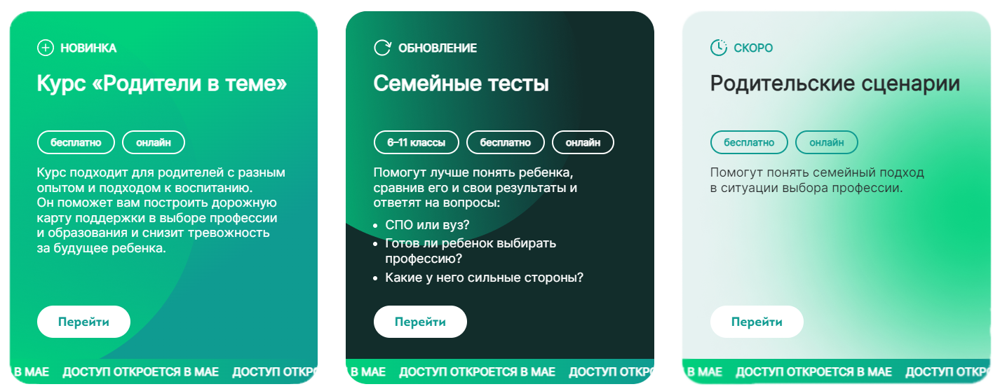 НОВИНКА
Курс «Родители в теме»
бесплатно онлайн
Курс подходит для родителей с разным
опытом и подходом к воспитанию.
Он поможет вам построить дорожную
карту поддержки в выборе профессии
и образования и снизит тревожность
за будущее ребенка.
Перейти
В МАЕ ДОСТУП ОТКРОЕТСЯ В МАЕ ДОСТУП ОТКРО
ОБНОВЛЕНИЕ
Семейные тесты
6–11 классы бесплатно онлайн
Помогут лучше понять ребенка,
сравнив его и свои результаты и
ответят на вопросы:
• СПО или вуз?
• Готов ли ребенок выбирать
профессию?
• Какие у него сильные стороны?
Перейти
В МАЕ ДОСТУП ОТКРОЕТСЯ В МАЕ ДОСТУП ОТКРО
СКОРО
Родительские сценарии
бесплатно онлайн
Помогут понять семейный подход
в ситуации выбора профессии.
Перейти
В МАЕ ДОСТУП ОТКРОЕТСЯ В МАЕ ДОСТУП ОТКР